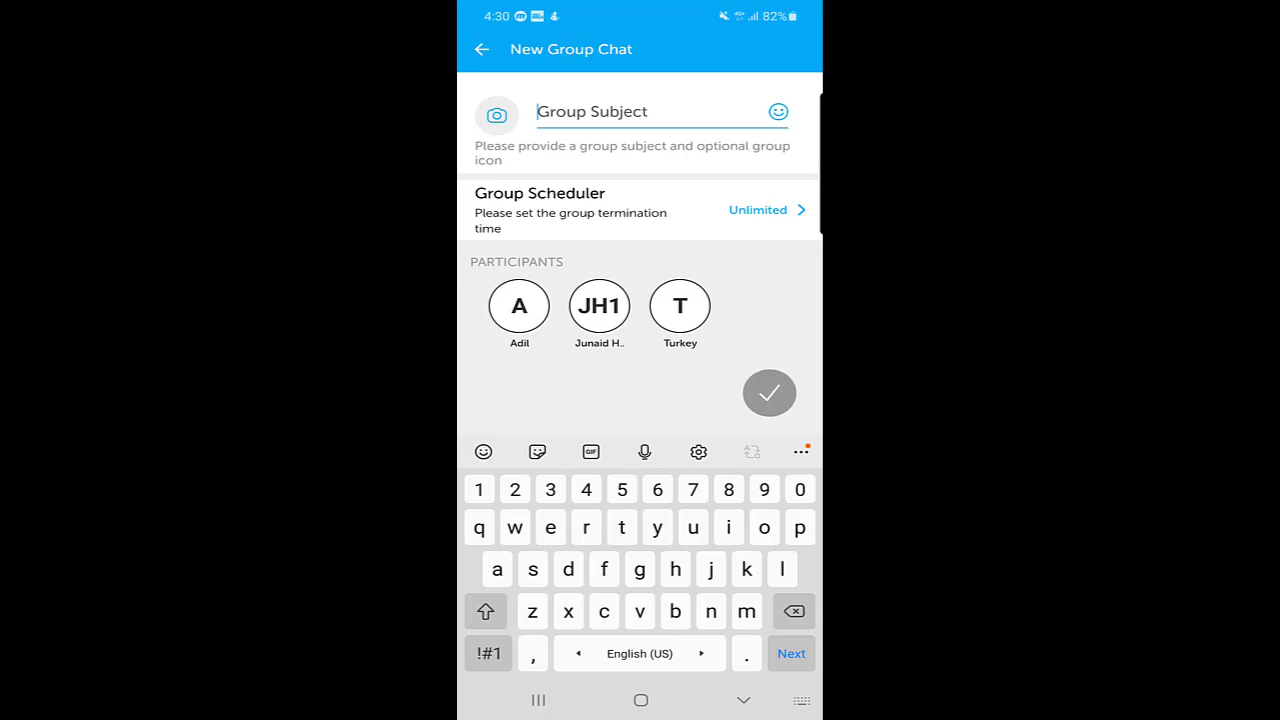 4:30 82%
New Group Chat
Group Subject
Please provide a group subject and optional group
icon
Group Scheduler
Please set the group termination
time
Unlimited
PARTICIPANTS
A JH1 T
Adil Junaid H.. Turkey
GIF
1 2 3 4 5 6 7 8 9 0
q w e r t y u i o p
a s d f g h j k l
z x c v b n m
!#1 , English (US) . Next